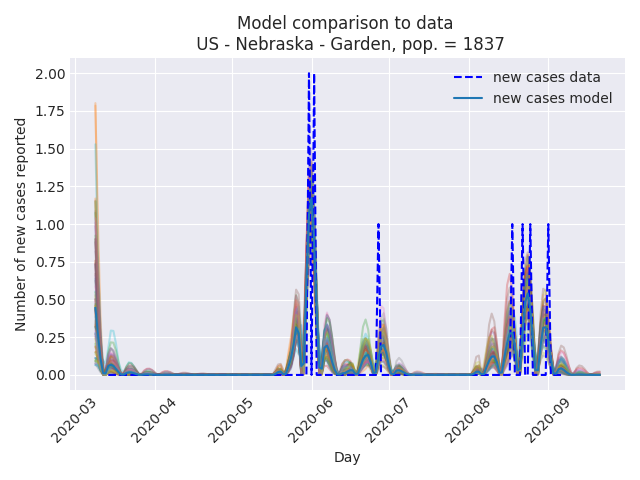 Model comparison to data
US - Nebraska - Garden, pop. = 1837
new cases data
new cases model
Number of new cases reported
2.00
1.75
1.50
1.25
1.00
0.75
0.50
0.25
0.00
2020-03
2020-04
2020-05
2020-06
2020-07
2020-08
2020-09
Day